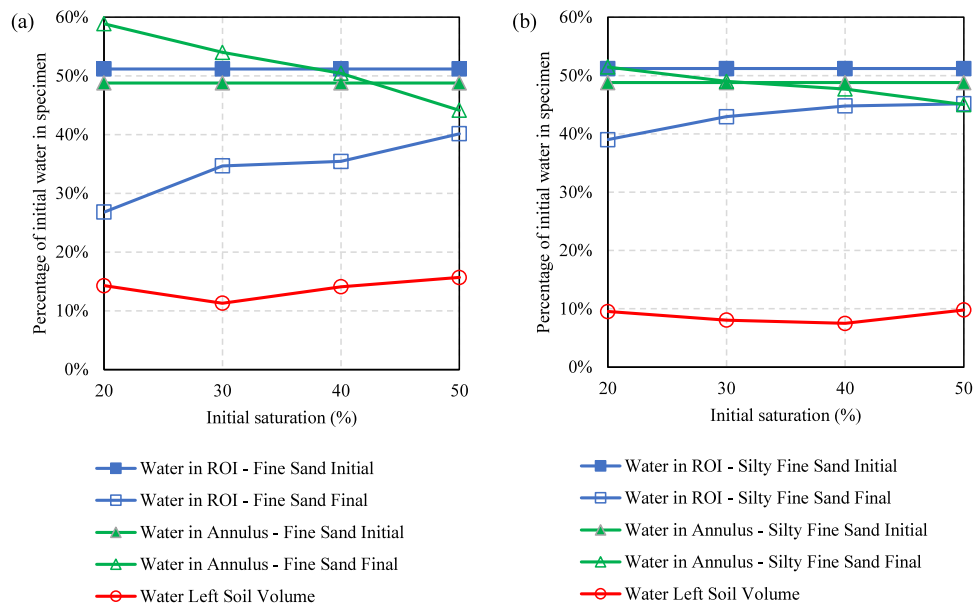 (a)
Percentage of initial water in specimen
60%
50%
40%
30%
20%
10%
0%
20
30
40
50
Initial saturation (%)
Water in ROI - Fine Sand Initial
Water in ROI - Fine Sand Final
Water in Annulus - Fine Sand Initial
Water in Annulus - Fine Sand Final
Water Left Soil Volume
(b)
Percentage of initial water in specimen
60%
50%
40%
30%
20%
10%
0%
20
30
40
50
Initial saturation (%)
Water in ROI - Silty Fine Sand Initial
Water in ROI - Silty Fine Sand Final
Water in Annulus - Silty Fine Sand Initial
Water in Annulus - Silty Fine Sand Final
Water Left Soil Volume